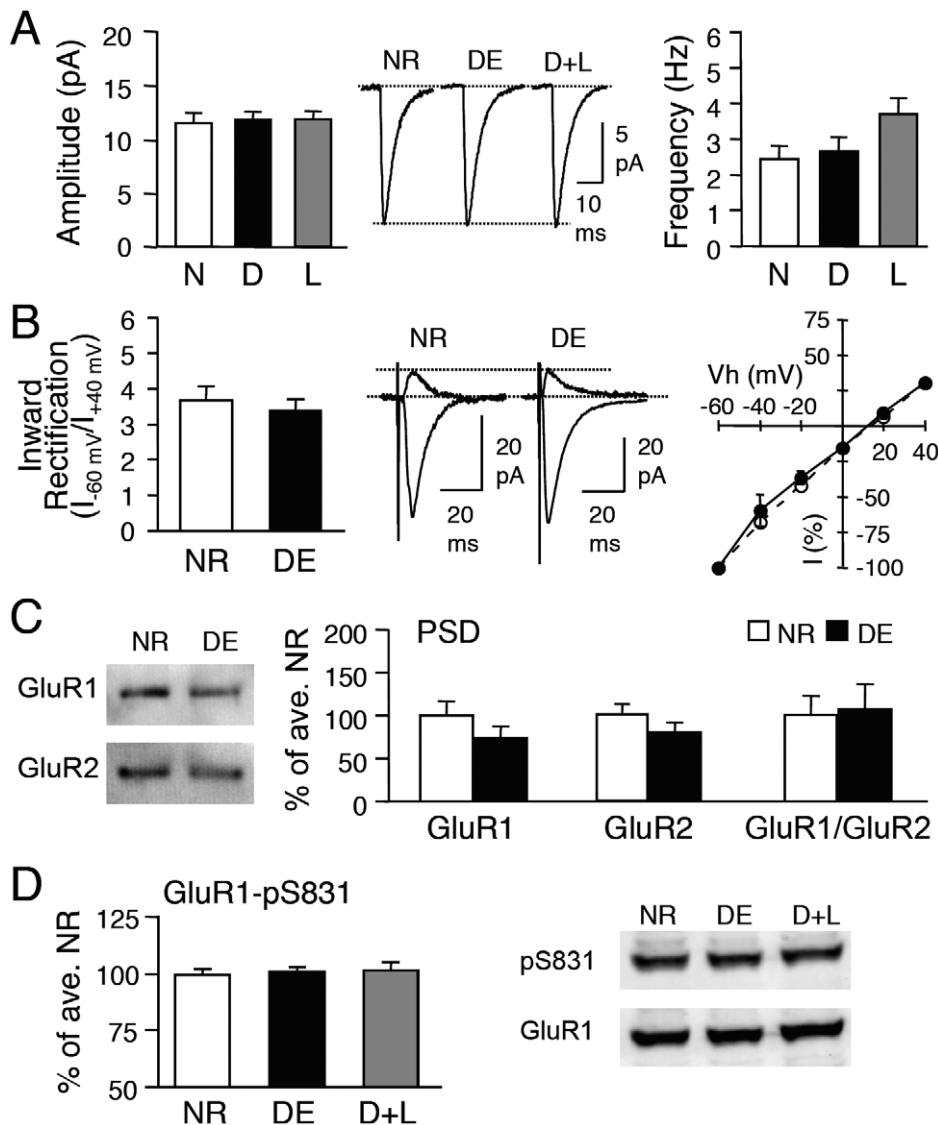 A
Amplitude (pA)
20
15
10
5
0
N D L
NR DE D+L
5
pA
10
ms
Frequency (Hz)
6
5
4
3
2
1
0
N D L
B
Inward
Rectification
(I-60 mV/I+40 mV)
6
5
4
3
2
1
0
NR DE
NR DE
20
pA
20
ms
20
pA
20
ms
75
50
Vh (mV)
-60 -40 -20
20 40
-50
-75
-100
I (%)
C
NR DE
GluR1
GluR2
% of ave. NR
200
150
100
50
0
PSD
NR DE
GluR1 GluR2 GluR1/GluR2
D
GluR1-pS831
% of ave. NR
125
100
75
50
NR DE D+L
NR DE D+L
pS831
GluR1